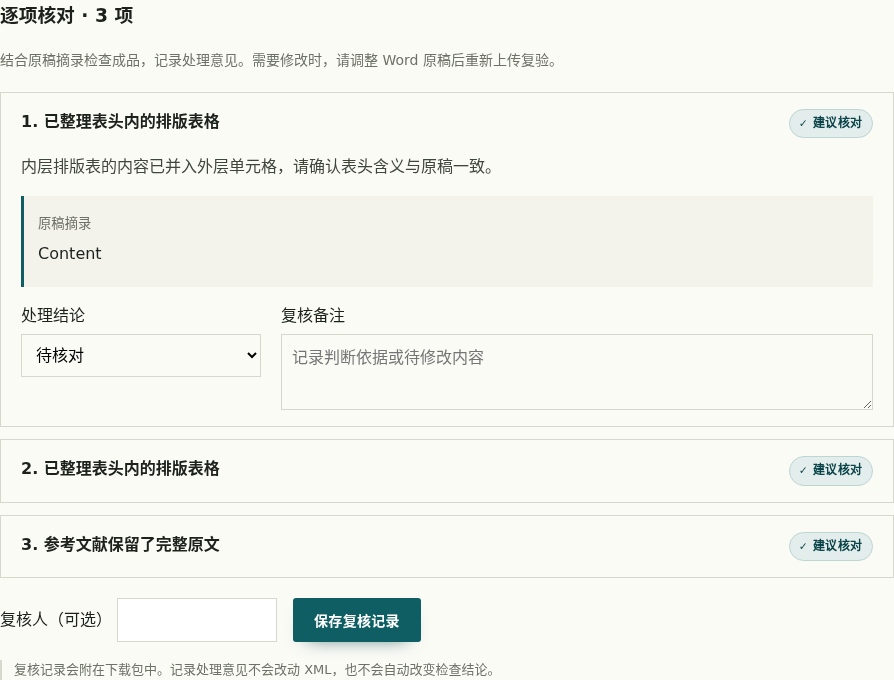 逐项核对 · 3 项
结合原稿摘录检查成品，记录处理意见。需要修改时，请调整 Word 原稿后重新上传复验。
1. 已整理表头内的排版表格
✓ 建议核对
内层排版表的内容已并入外层单元格，请确认表头含义与原稿一致。
原稿摘录
Content
处理结论
复核备注
待核对
记录判断依据或待修改内容
2. 已整理表头内的排版表格
✓ 建议核对
3. 参考文献保留了完整原文
✓ 建议核对
复核人（可选）
保存复核记录
复核记录会附在下载包中。记录处理意见不会改动 XML，也不会自动改变检查结论。